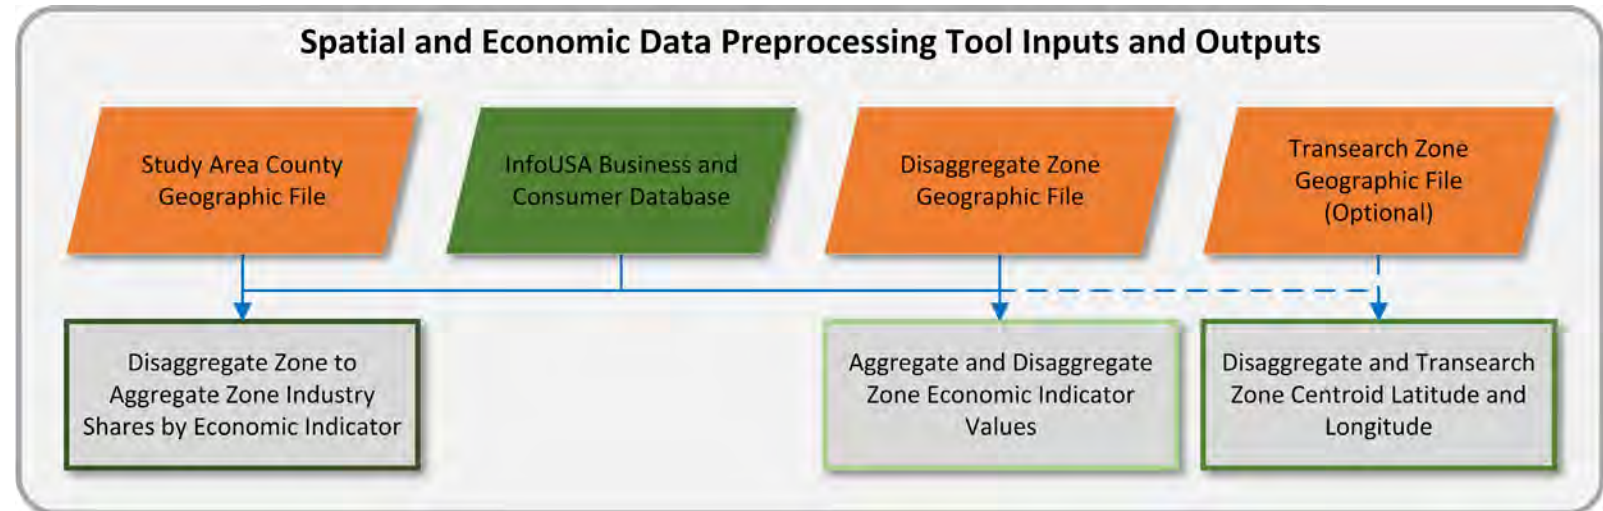 Spatial and Economic Data Preprocessing Tool Inputs and Outputs
Study Area County
Geographic File
InfoUSA Business and
Consumer Database
Disaggregate Zone
Geographic File
Transearch Zone
Geographic File
(Optional)
Disaggregate Zone to
Aggregate Zone Industry
Shares by Economic Indicator
Aggregate and Disaggregate
Zone Economic Indicator
Values
Disaggregate and Transearch
Zone Centroid Latitude and
Longitude